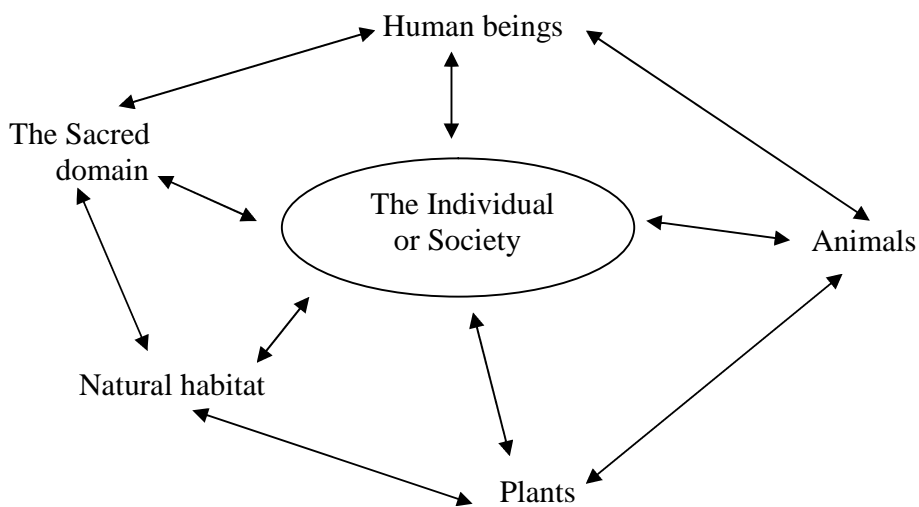 Human beings
The Sacred
domain
The Individual
or Society
Animals
Natural habitat
Plants